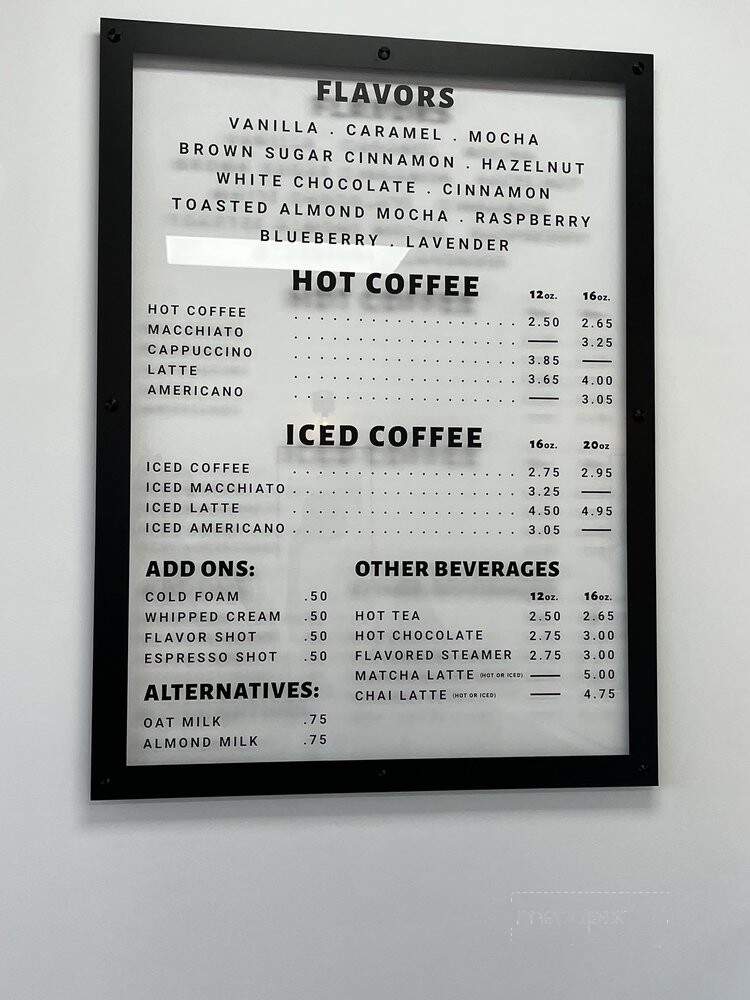 FLAVORS
VANILLA . CARAMEL . MOCHA
BROWN SUGAR CINNAMON . HAZELNUT
WHITE CHOCOLATE . CINNAMON
TOASTED ALMOND MOCHA . RASPBERRY
BLUEBERRY . LAVENDER
HOT COFFEE 12oz. 16oz.
HOT COFFEE . . . . . . . . . . . . . . . . . . 2.50 2.65
MACCHIATO . . . . . . . . . . . . . . . . . . — 3.25
CAPPUCCINO . . . . . . . . . . . . . . . . . . 3.85 —
LATTE . . . . . . . . . . . . . . . . . . 3.65 4.00
AMERICANO . . . . . . . . . . . . . . . . . . — 3.05
ICED COFFEE 16oz. 20oz
ICED COFFEE . . . . . . . . . . . . . . . . . . 2.75 2.95
ICED MACCHIATO . . . . . . . . . . . . . . . . . . 3.25 —
ICED LATTE . . . . . . . . . . . . . . . . . . 4.50 4.95
ICED AMERICANO . . . . . . . . . . . . . . . . . . 3.05 —
ADD ONS:
COLD FOAM .50
WHIPPED CREAM .50
FLAVOR SHOT .50
ESPRESSO SHOT .50
ALTERNATIVES:
OAT MILK .75
ALMOND MILK .75
OTHER BEVERAGES
12oz. 16oz.
HOT TEA 2.50 2.65
HOT CHOCOLATE 2.75 3.00
FLAVORED STEAMER 2.75 3.00
MATCHA LATTE (HOT OR ICED) — 5.00
CHAI LATTE (HOT OR ICED) — 4.75